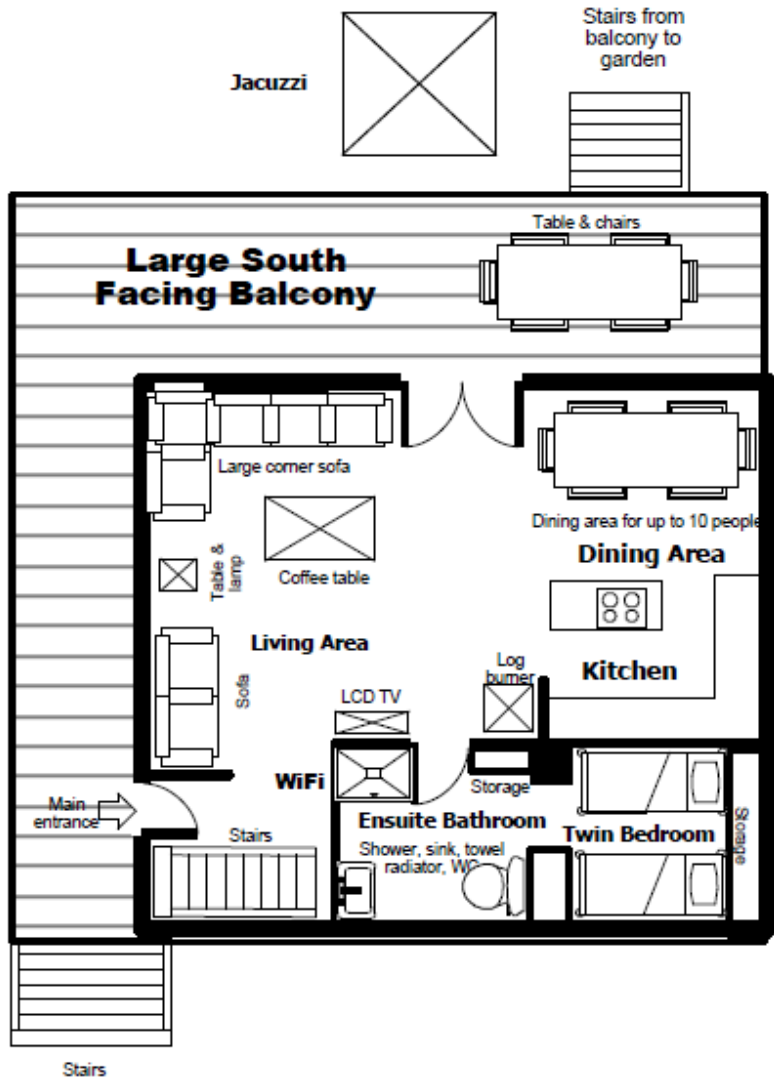 Stairs from
balcony to
garden
Jacuzzi
Table & chairs
Large South
Facing Balcony
Large corner sofa
Dining area for up to 10 people
Dining Area
Table &
lamp
Coffee table
Living Area
Kitchen
Log
burner
Sofa
LCD TV
WiFi
Storage
Main
entrance
Ensuite Bathroom
Twin Bedroom
Storage
Stairs
Shower, sink, towel
radiator, WC
Stairs